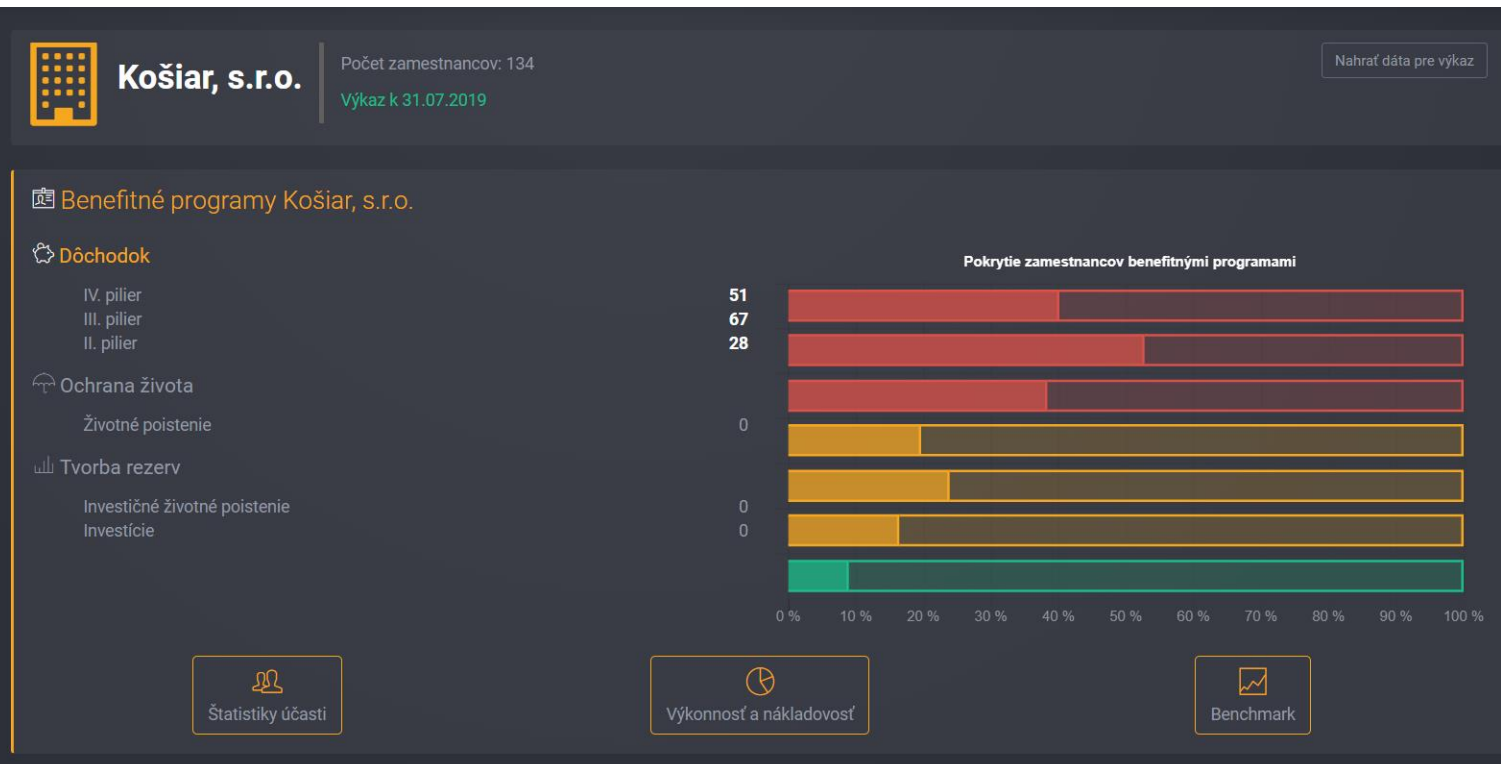 Košiar, s.r.o.
Počet zamestnancov: 134
Výkaz k 31.07.2019
Nahrať dáta pre výkaz
Benefitné programy Košiar, s.r.o.
Dôchodok
IV. pilier 51
III. pilier 67
II. pilier 28
Ochrana života
Životné poistenie 0
Tvorba rezerv
Investičné životné poistenie 0
Investície 0
Pokrytie zamestnancov benefitnými programami
0 % 10 % 20 % 30 % 40 % 50 % 60 % 70 % 80 % 90 % 100 %
Štatistiky účasti
Výkonnosť a nákladovosť
Benchmark